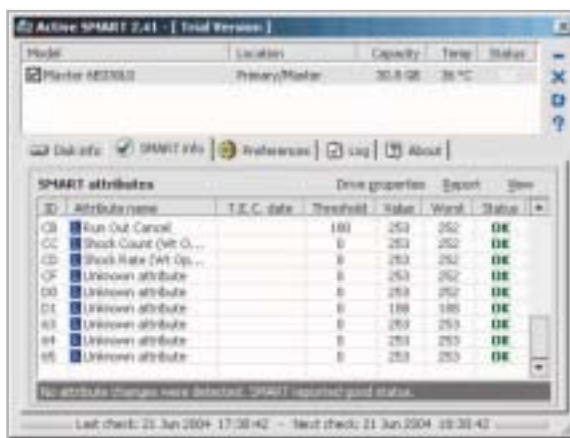 Active SMART 2.41 - [ Trial Version ]
Model Location Capacity Temp Status
Maxtor Primary/Master 30.8 GB 36 °C
Disk info SMART info Preferences Log About
SMART attributes Drive properties Export View
ID Attribute name T.E.C. date Threshold Value Worst Status
CB Run Out Cancel 180 253 252 OK
CC Shock Count (Wt O... 0 253 252 OK
CD Shock Rate (Wt Op... 0 253 252 OK
CF Unknown attribute 0 253 252 OK
D0 Unknown attribute 0 253 252 OK
D1 Unknown attribute 0 188 188 OK
63 Unknown attribute 0 253 253 OK
64 Unknown attribute 0 253 253 OK
65 Unknown attribute 0 253 253 OK
No attribute changes were detected. SMART reported good status.
Last check: 21 Jun 2004 17:38:42 - Next check: 21 Jun 2004 18:38:42